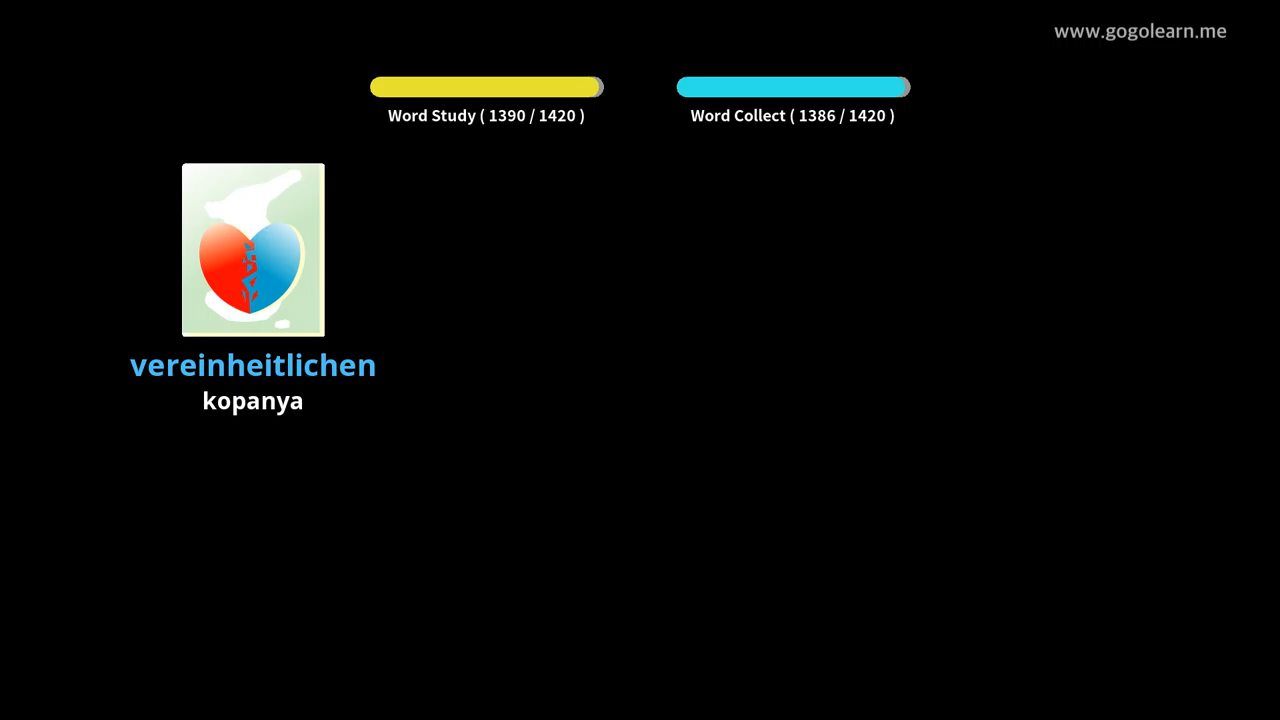 www.gogolearn.me
Word Study ( 1390 / 1420 )
Word Collect ( 1386 / 1420 )
vereinheitlichen
kopanya